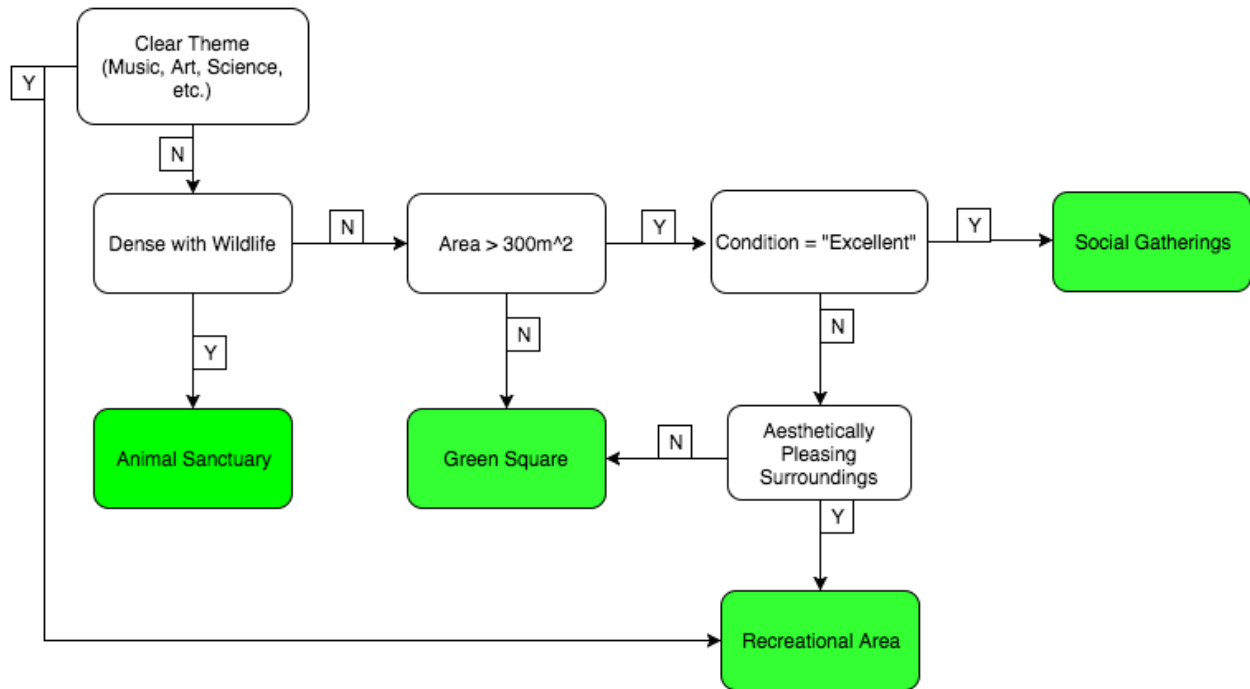 Clear Theme
(Music, Art, Science,
etc.)
Y
N
Dense with Wildlife
N
Area > 300m^2
Y
Condition = "Excellent"
Y
Social Gatherings
Y
N
N
Animal Sanctuary
Green Square
N
Aesthetically
Pleasing
Surroundings
Y
Recreational Area